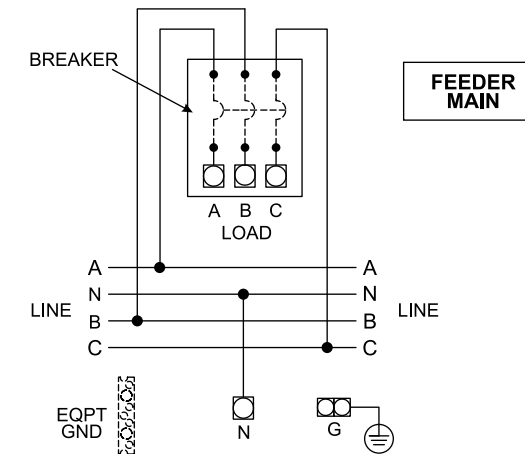 BREAKER
FEEDER
MAIN
A B C
LOAD
A A
N N
LINE LINE
B B
C C
EQPT
GND
N
G